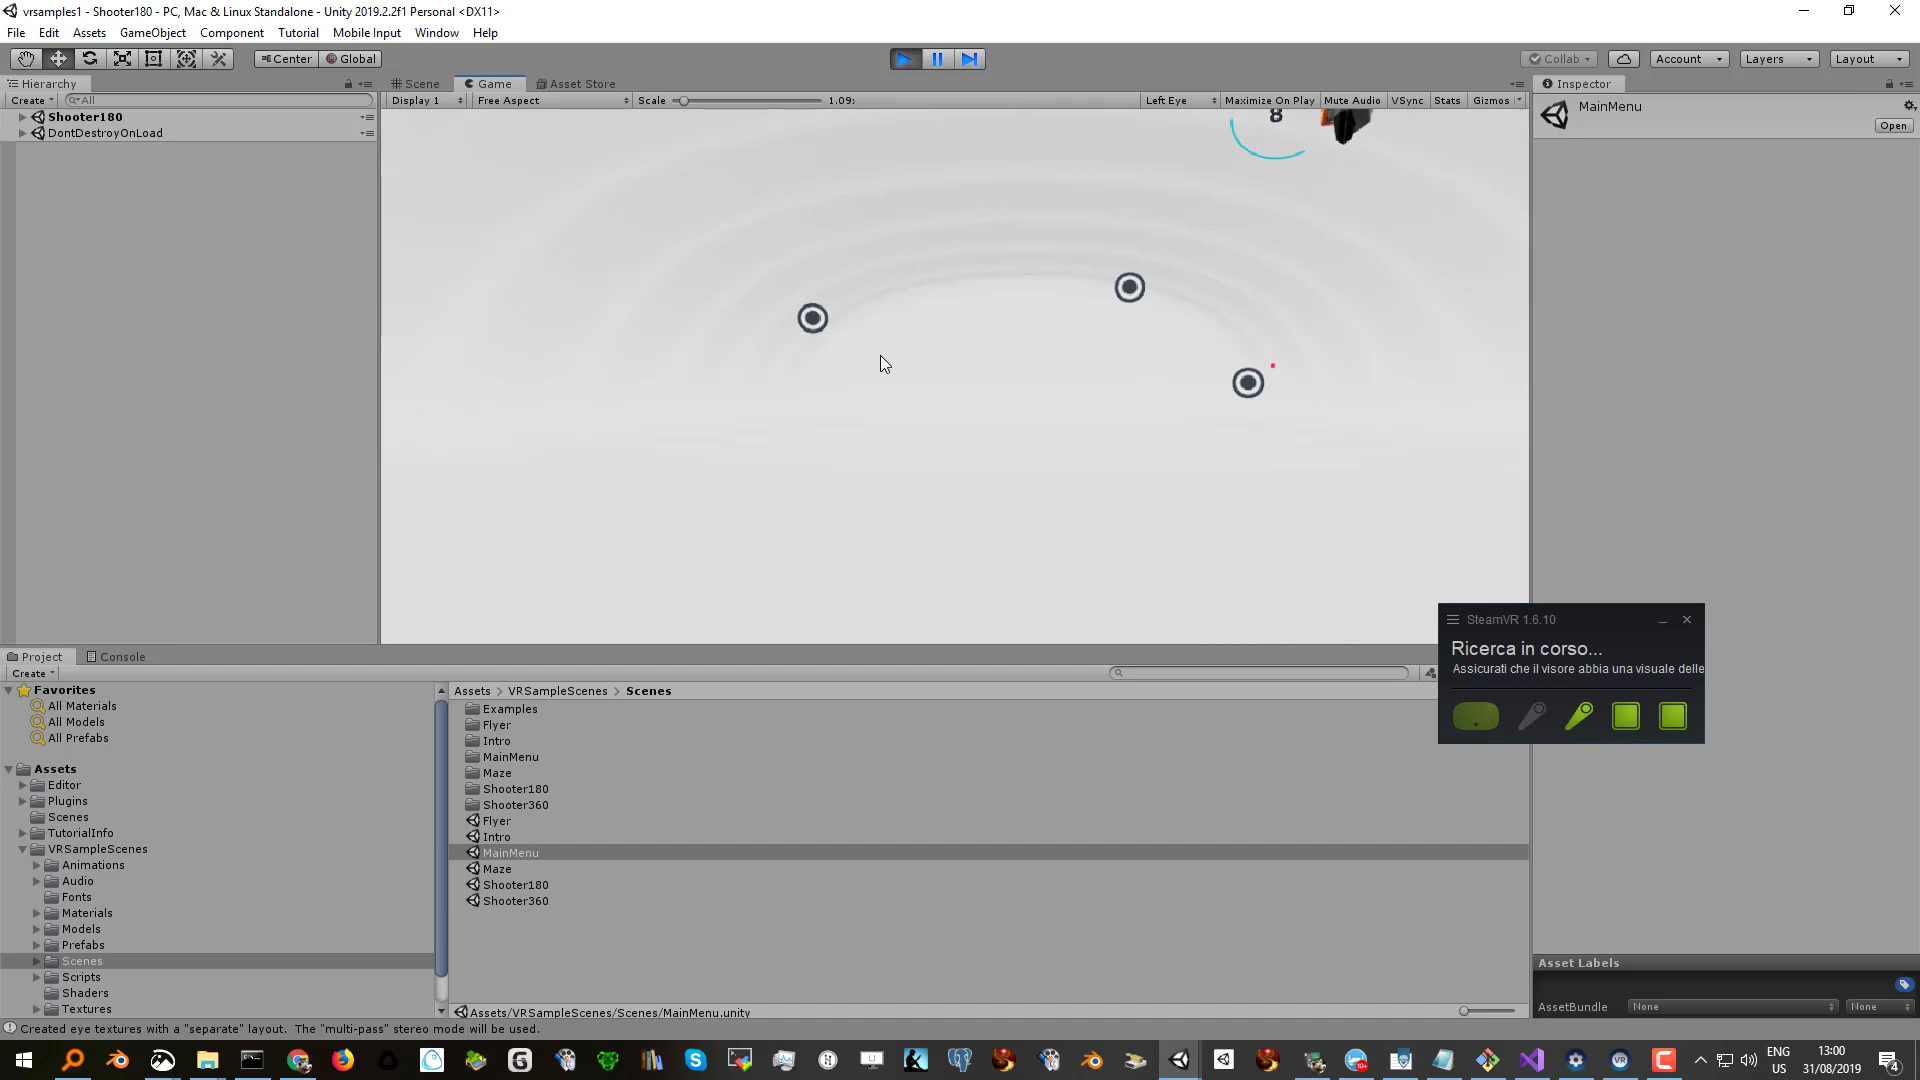 vrsamples1 - Shooter180 - PC, Mac & Linux Standalone - Unity 2019.2.2f1 Personal <DX11>
File Edit Assets GameObject Component Tutorial Mobile Input Window Help
Center Global Collab Account Layers Layout
Hierarchy Scene Game Asset Store Inspector
Create All Display 1 Free Aspect Scale 1.09: Left Eye Maximize On Play Mute Audio VSync Stats Gizmos
MainMenu
Open
Shooter180
DontDestroyOnLoad
8
SteamVR 1.6.10
Ricerca in corso...
Assicurati che il visore abbia una visuale delle
Project Console
Create
Favorites
All Materials
All Models
All Prefabs
Assets
Editor
Plugins
Scenes
TutorialInfo
VRSampleScenes
Animations
Audio
Fonts
Materials
Models
Prefabs
Scenes
Scripts
Shaders
Textures
Assets > VRSampleScenes > Scenes
Examples
Flyer
Intro
MainMenu
Maze
Shooter180
Shooter360
Flyer
Intro
MainMenu
Maze
Shooter180
Shooter360
Assets/VRSampleScenes/Scenes/MainMenu.unity
Asset Labels
AssetBundle None None
Created eye textures with a "separate" layout. The "multi-pass" stereo mode will be used.
ENG
US
13:00
31/08/2019
4